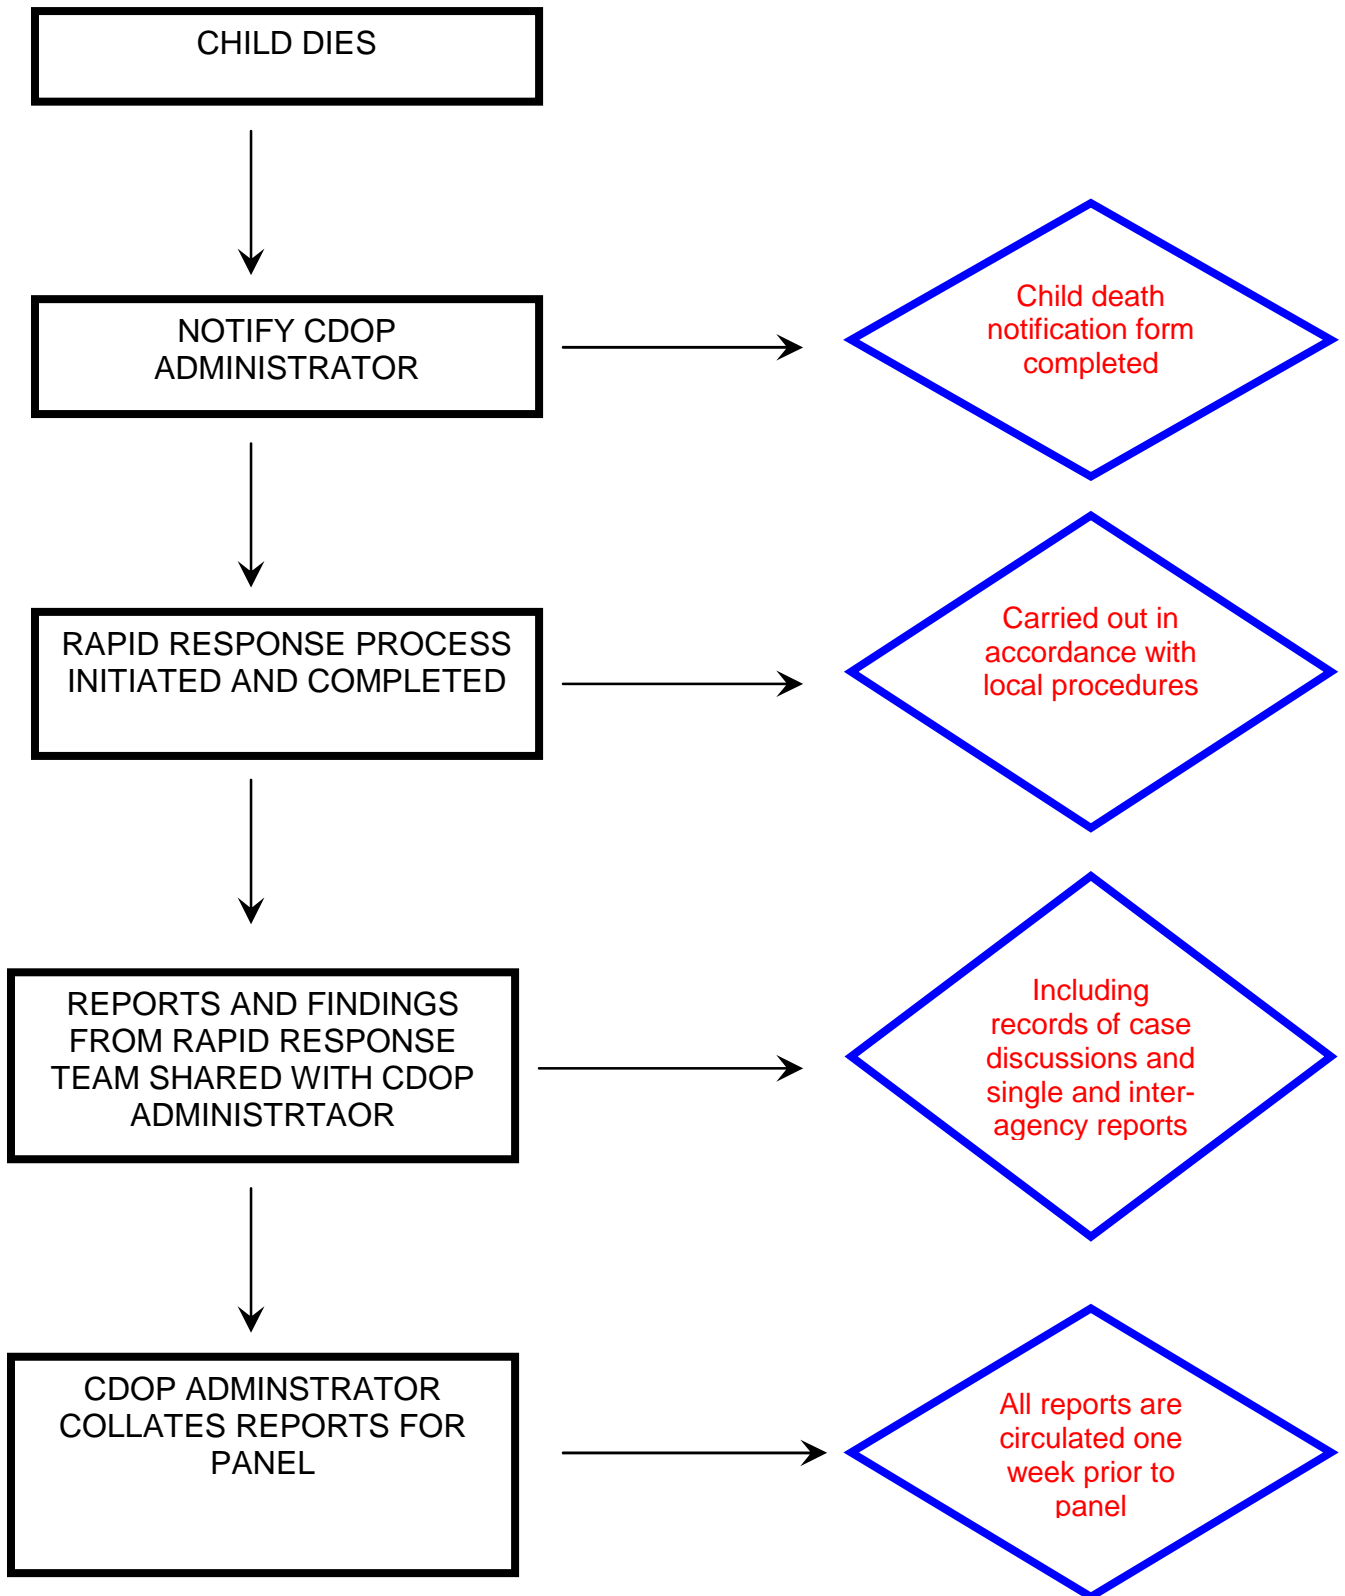 CHILD DIES
NOTIFY CDOP
ADMINISTRATOR
Child death
notification form
completed
RAPID RESPONSE PROCESS
INITIATED AND COMPLETED
Carried out in
accordance with
local procedures
REPORTS AND FINDINGS
FROM RAPID RESPONSE
TEAM SHARED WITH CDOP
ADMINISTRTAOR
Including
records of case
discussions and
single and inter-
agency reports
CDOP ADMINSTRATOR
COLLATES REPORTS FOR
PANEL
All reports are
circulated one
week prior to
panel